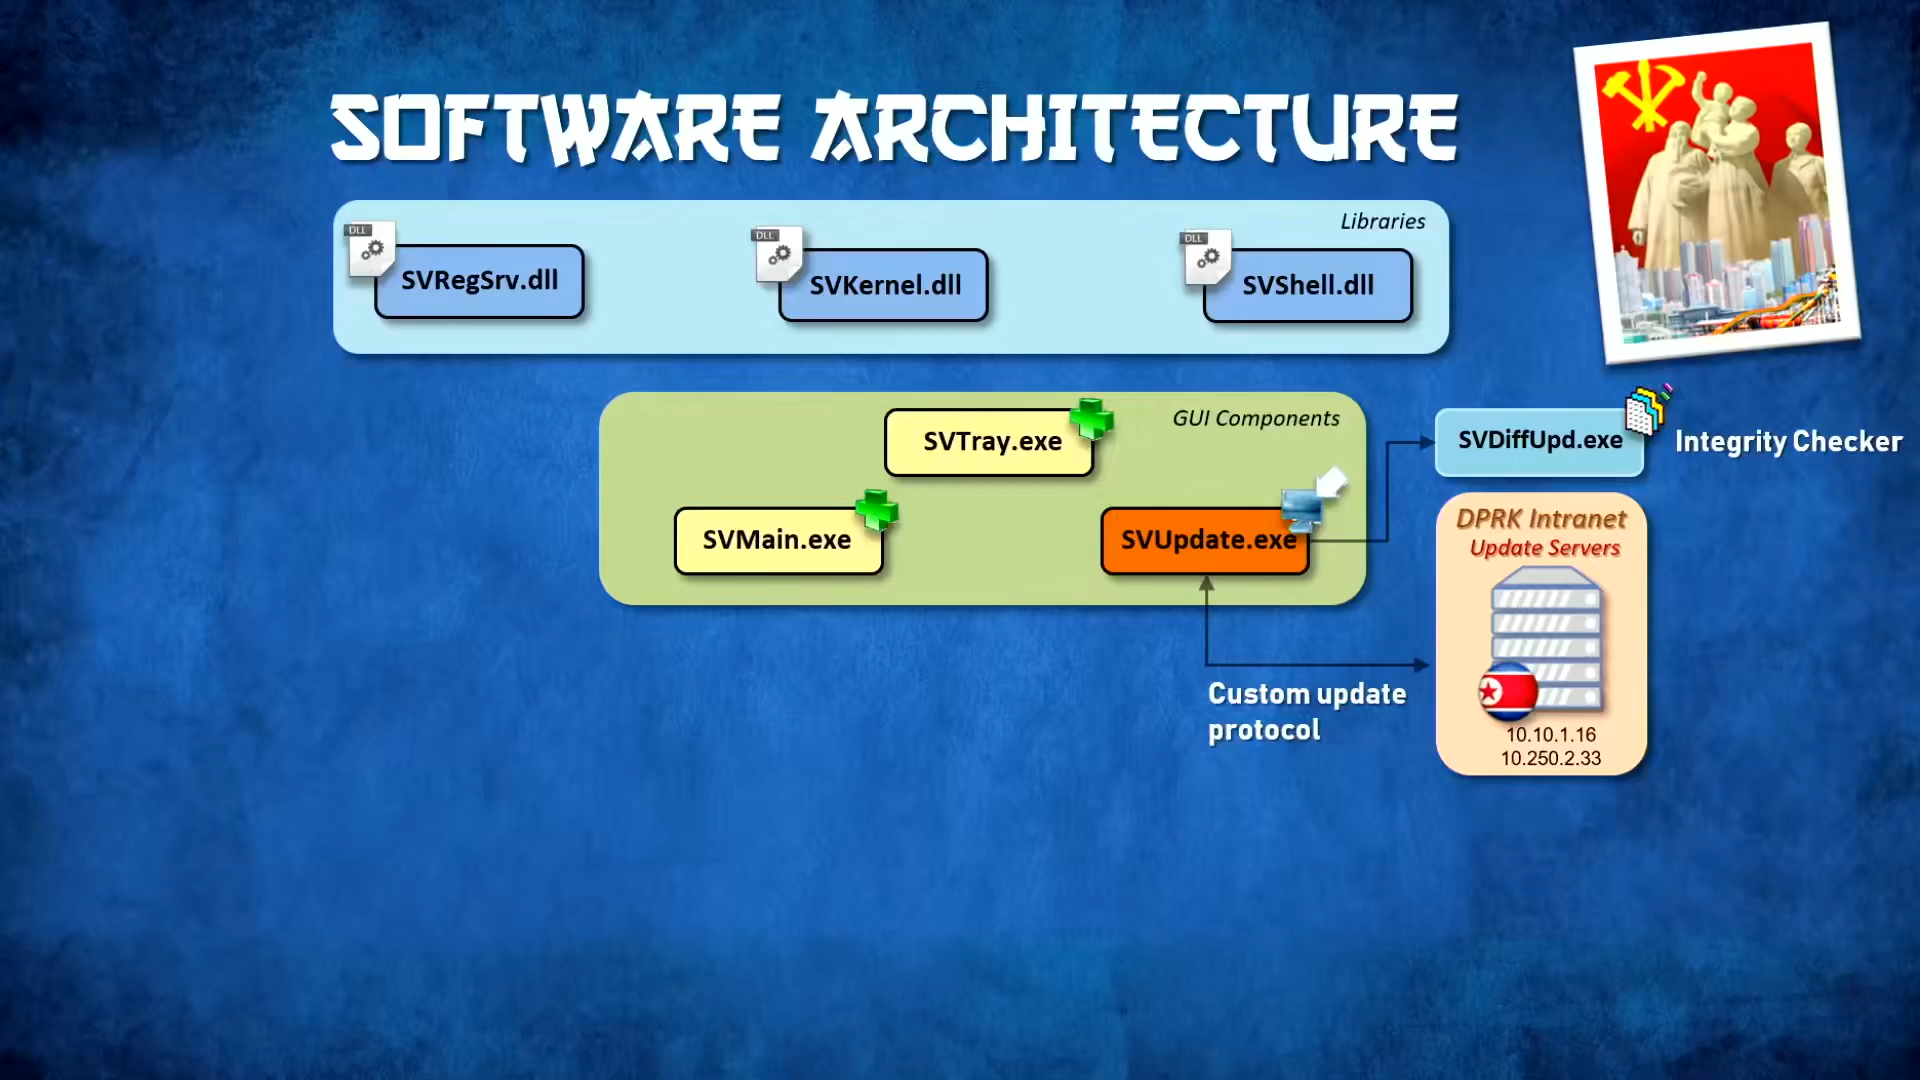 SOFTWARE ARCHITECTURE
Libraries
DLL
SVRegSrv.dll
DLL
SVKernel.dll
DLL
SVShell.dll
GUI Components
SVTray.exe
SVMain.exe
SVUpdate.exe
SVDiffUpd.exe
Integrity Checker
DPRK Intranet
Update Servers
10.10.1.16
10.250.2.33
Custom update
protocol